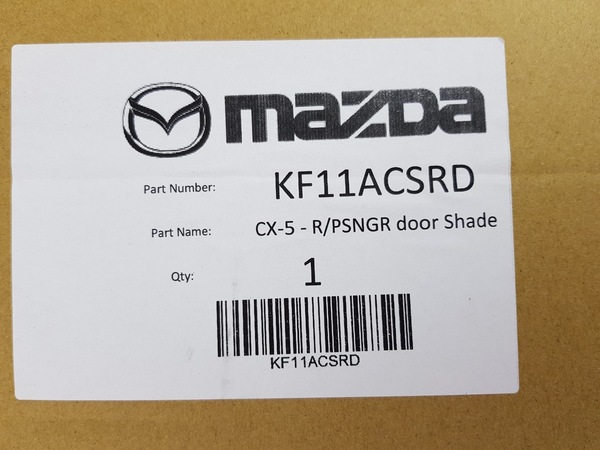 mazda
Part Number: KF11ACSRD
Part Name: CX-5 - R/PSNGR door Shade
Qty: 1
KF11ACSRD